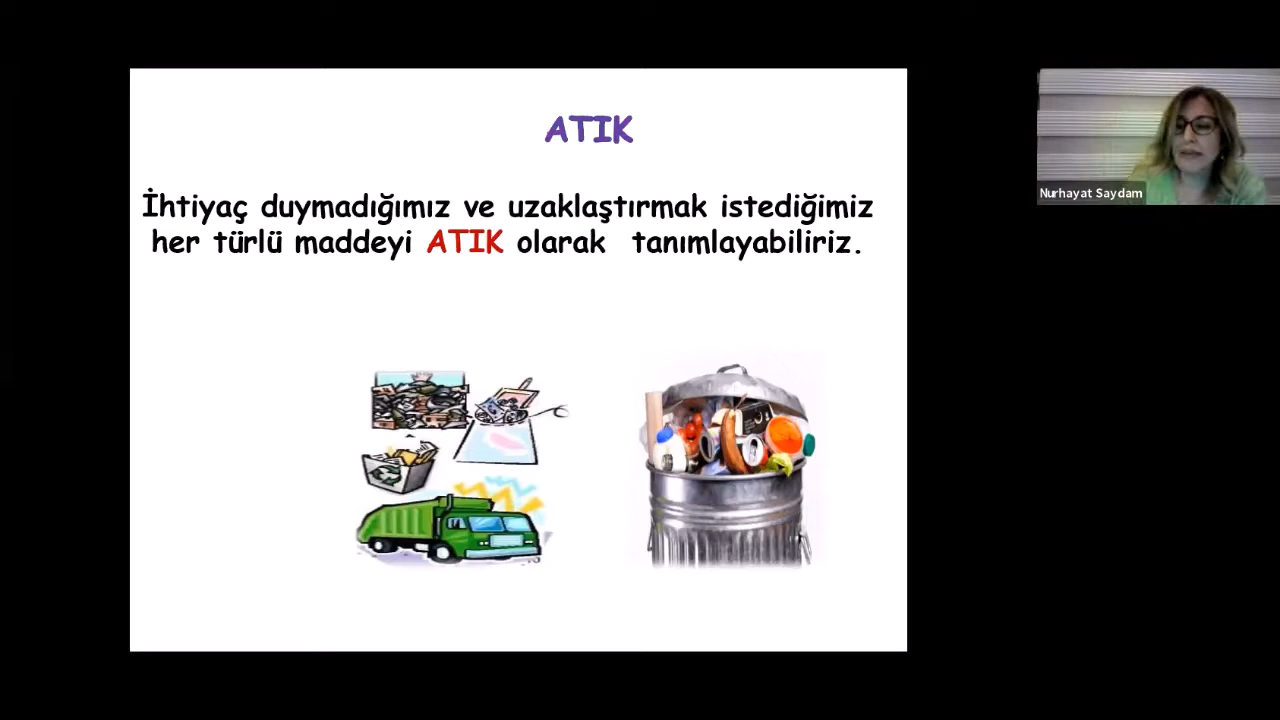 ATIK
İhtiyaç duymadığımız ve uzaklaştırmak istediğimiz
her türlü maddeyi ATIK olarak tanımlayabiliriz.
Nurhayat Saydam